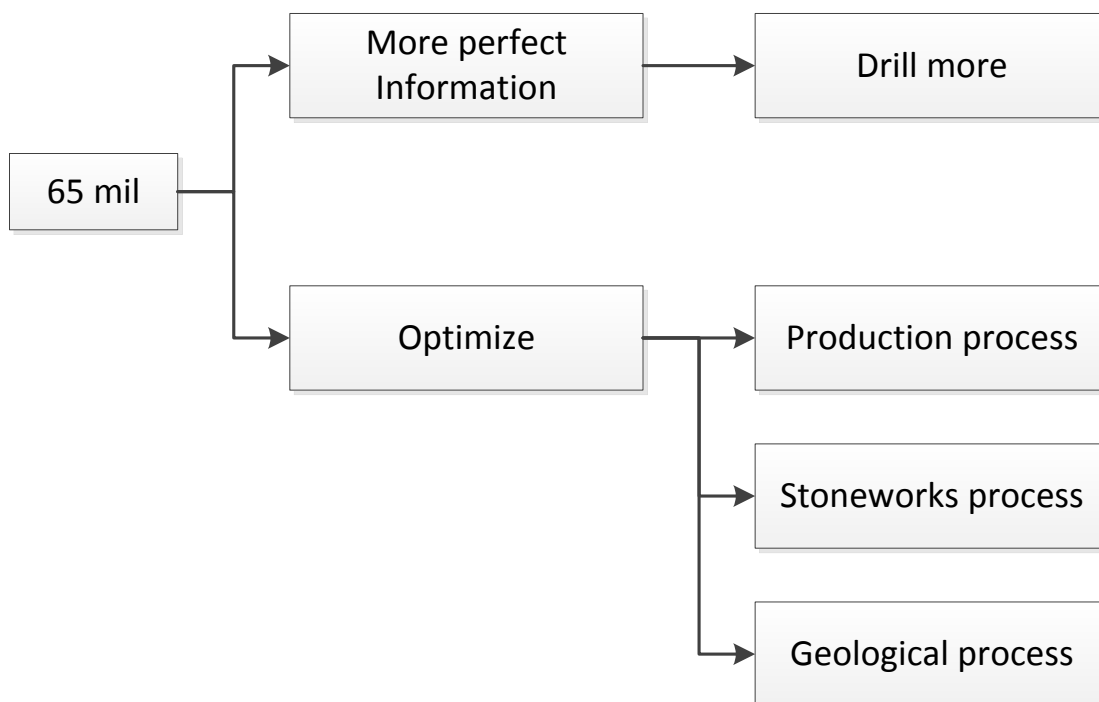 More perfect
Information
Drill more
65 mil
Optimize
Production process
Stoneworks process
Geological process